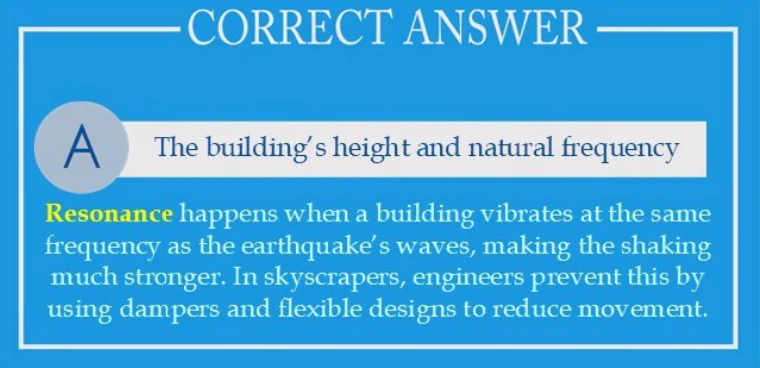 CORRECT ANSWER
A
The building's height and natural frequency
Resonance happens when a building vibrates at the same
frequency as the earthquake's waves, making the shaking
much stronger. In skyscrapers, engineers prevent this by
using dampers and flexible designs to reduce movement.